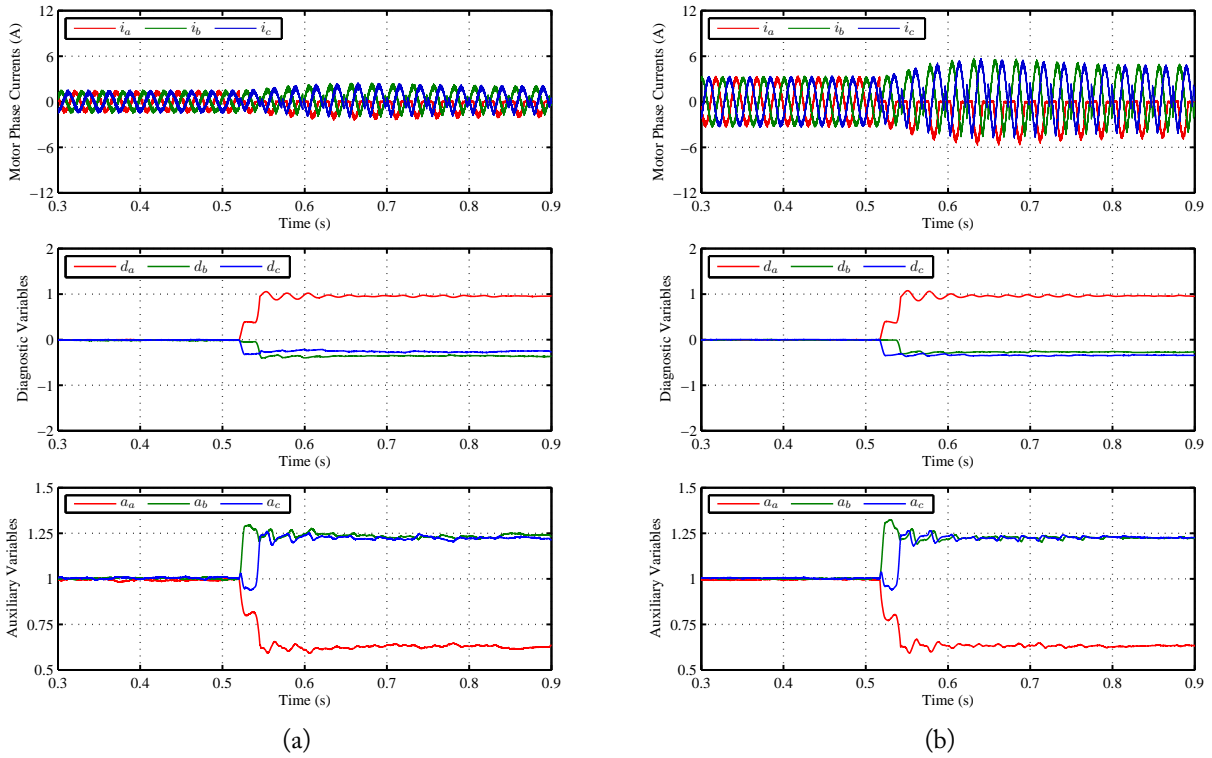 12
6
0
−6
−12
Motor Phase Currents (A)
i_a i_b i_c
0.3 0.4 0.5 0.6 0.7 0.8 0.9
Time (s)
2
1
0
−1
−2
Diagnostic Variables
d_a d_b d_c
0.3 0.4 0.5 0.6 0.7 0.8 0.9
Time (s)
1.5
1.25
1
0.75
0.5
Auxiliary Variables
a_a a_b a_c
0.3 0.4 0.5 0.6 0.7 0.8 0.9
Time (s)
(a)
12
6
0
−6
−12
Motor Phase Currents (A)
i_a i_b i_c
0.3 0.4 0.5 0.6 0.7 0.8 0.9
Time (s)
2
1
0
−1
−2
Diagnostic Variables
d_a d_b d_c
0.3 0.4 0.5 0.6 0.7 0.8 0.9
Time (s)
1.5
1.25
1
0.75
0.5
Auxiliary Variables
a_a a_b a_c
0.3 0.4 0.5 0.6 0.7 0.8 0.9
Time (s)
(b)